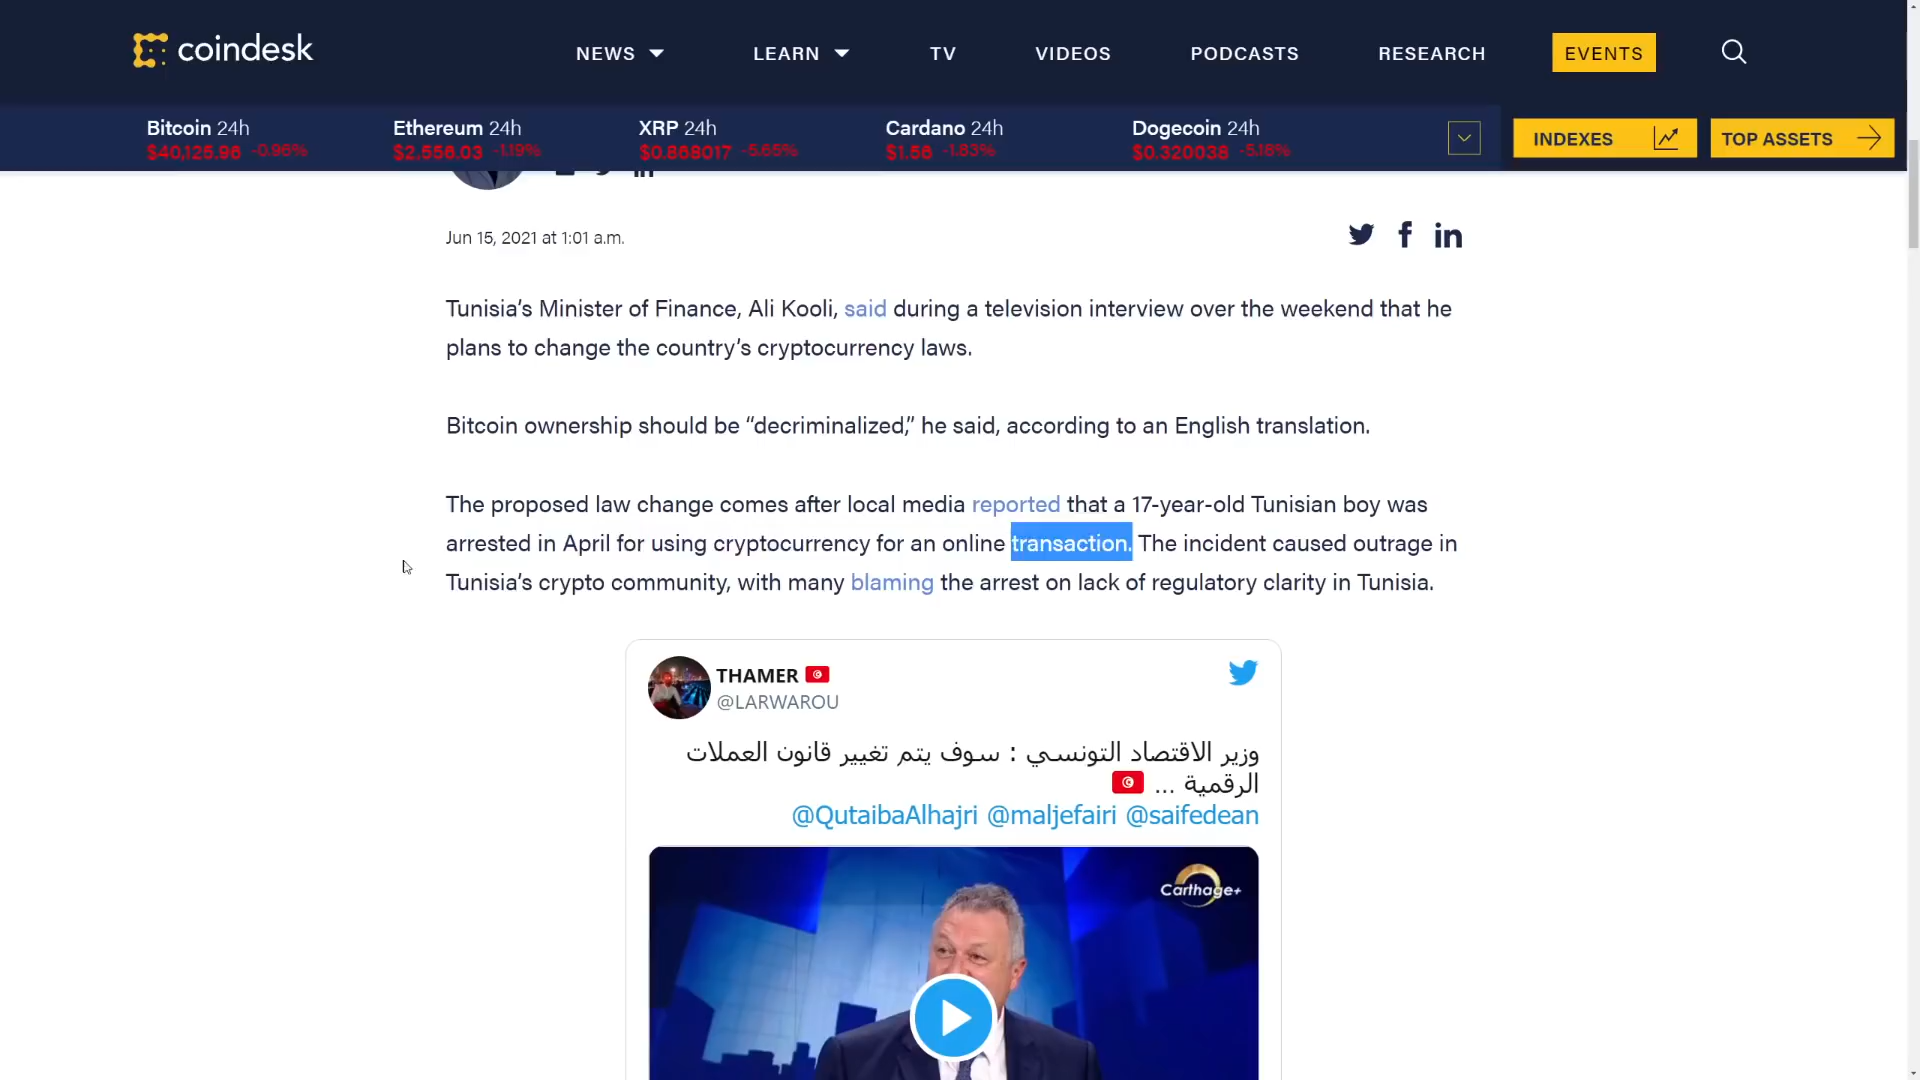 coindesk
NEWS LEARN TV VIDEOS PODCASTS RESEARCH EVENTS
Bitcoin 24h Ethereum 24h XRP 24h Cardano 24h Dogecoin 24h
$40,125.96 -0.96% $2,556.03 -1.19% $0.868017 -5.65% $1.56 -1.83% $0.320038 -5.18%
INDEXES TOP ASSETS
Jun 15, 2021 at 1:01 a.m.
Tunisia’s Minister of Finance, Ali Kooli, said during a television interview over the weekend that he
plans to change the country’s cryptocurrency laws.
Bitcoin ownership should be “decriminalized,” he said, according to an English translation.
The proposed law change comes after local media reported that a 17-year-old Tunisian boy was
arrested in April for using cryptocurrency for an online transaction. The incident caused outrage in
Tunisia’s crypto community, with many blaming the arrest on lack of regulatory clarity in Tunisia.
THAMER
@LARWAROU
وزير الاقتصاد التونسي : سوف يتم تغيير قانون العملات
الرقمية ...
@QutaibaAlhajri @maljefairi @saifedean
Carthage+